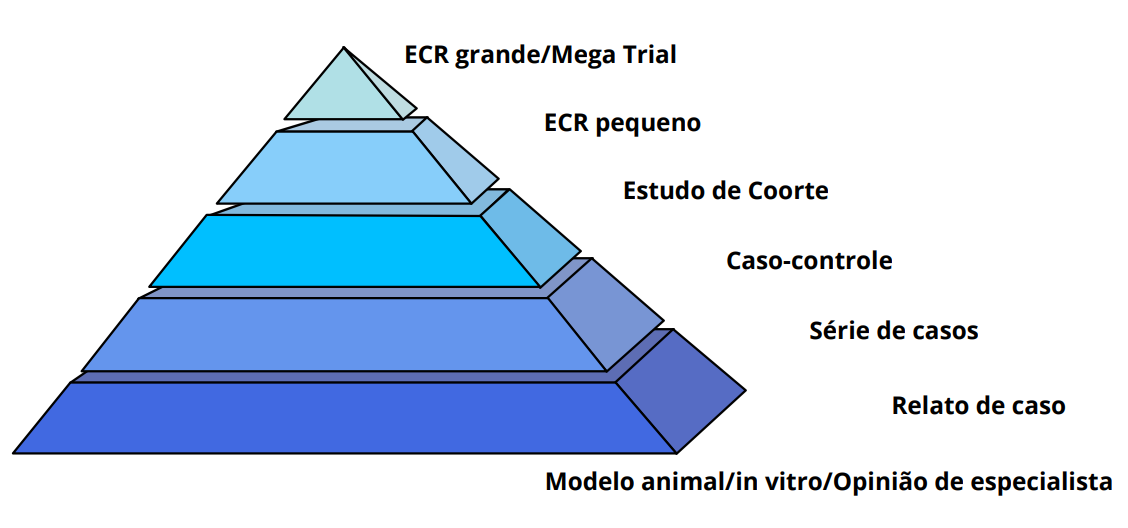 ECR grande/Mega Trial
ECR pequeno
Estudo de Coorte
Caso-controle
Série de casos
Relato de caso
Modelo animal/in vitro/Opinião de especialista